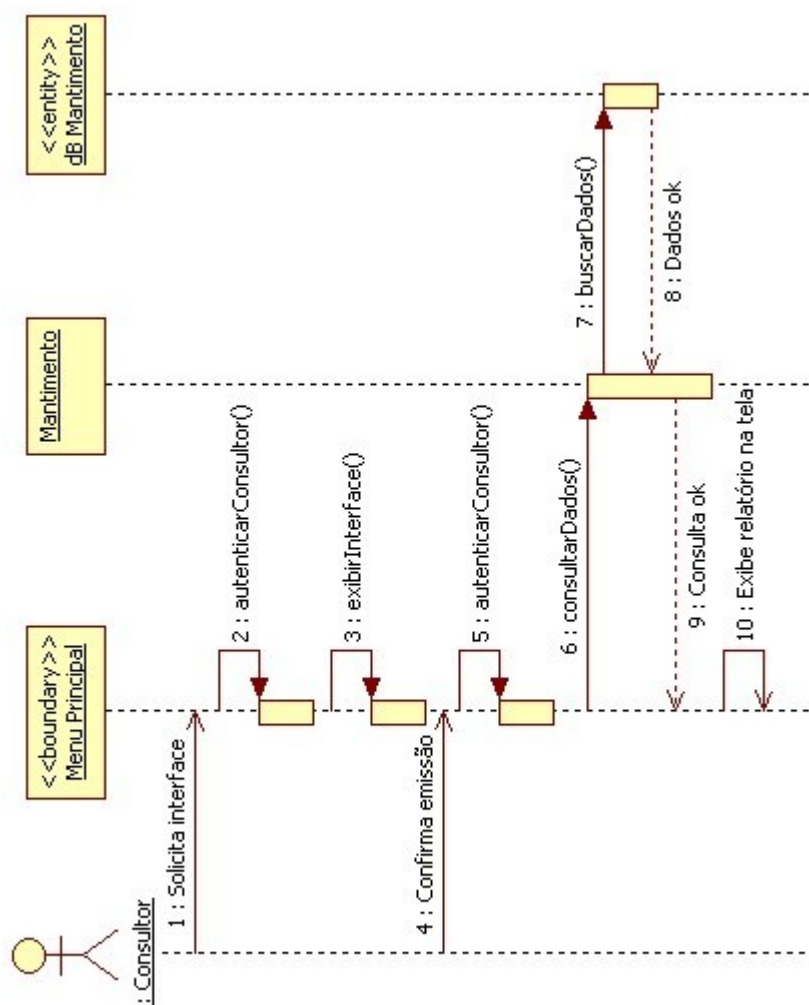 : Consultor
<<boundary>>
Menu Principal
Mantimento
<<entity>>
dB Mantimento
1 : Solicita interface
2 : autenticarConsultor()
3 : exibirInterface()
4 : Confirma emissão
5 : autenticarConsultor()
6 : consultarDados()
7 : buscarDados()
8 : Dados ok
9 : Consulta ok
10 : Exibe relatório na tela